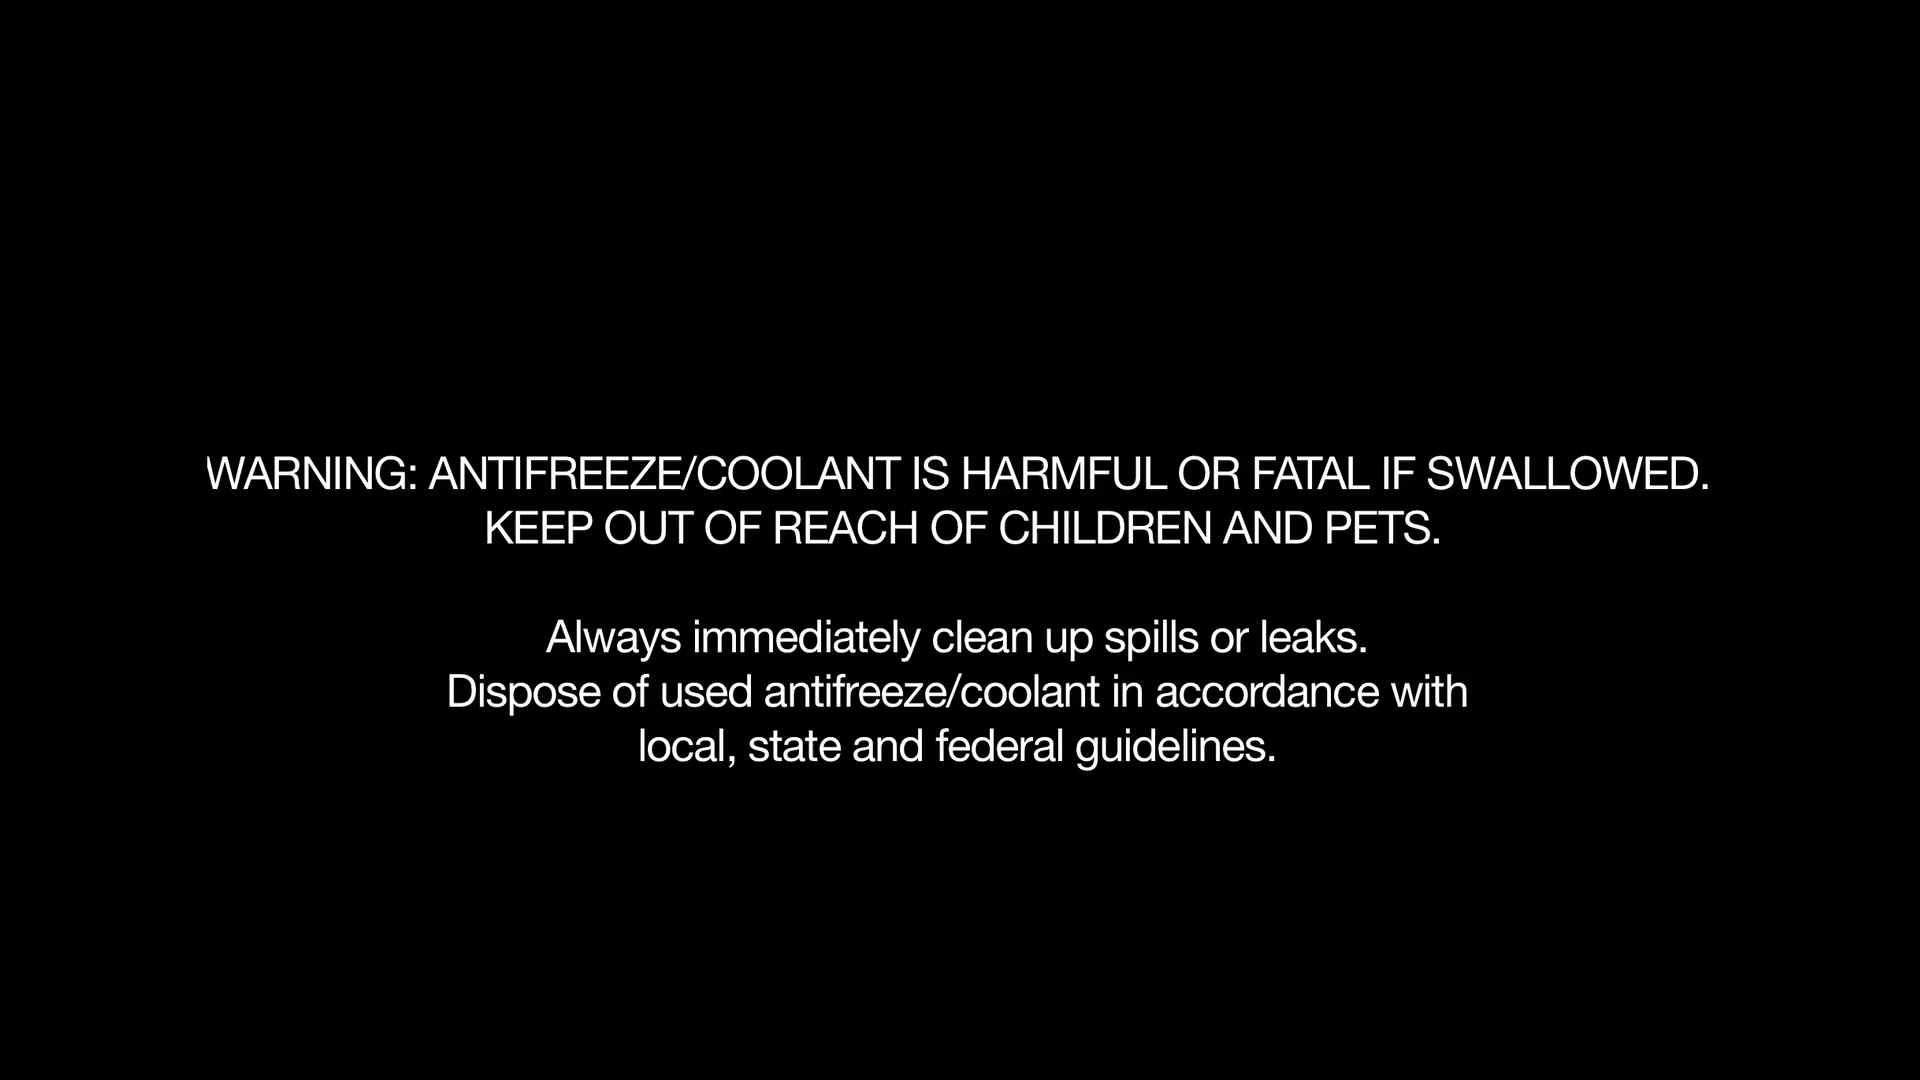 WARNING: ANTIFREEZE/COOLANT IS HARMFUL OR FATAL IF SWALLOWED.
KEEP OUT OF REACH OF CHILDREN AND PETS.
Always immediately clean up spills or leaks.
Dispose of used antifreeze/coolant in accordance with
local, state and federal guidelines.